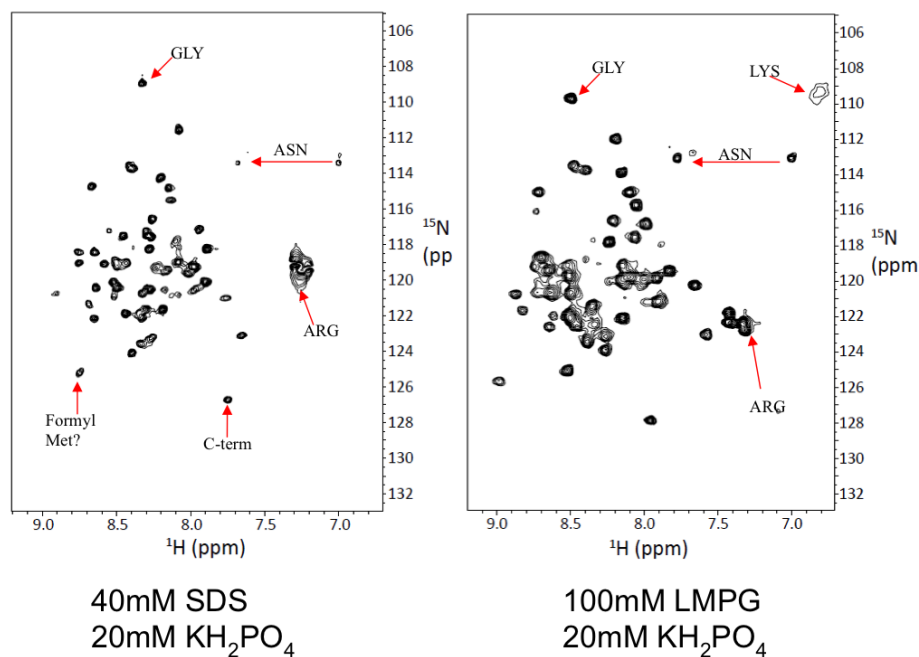 GLY
ASN
ARG
Formyl
Met?
C-term
106
108
110
112
114
116
118
120
122
124
126
128
130
132
¹⁵N
(pp
9.0 8.5 8.0 7.5 7.0
¹H (ppm)
GLY
LYS
ASN
ARG
106
108
110
112
114
116
118
120
122
124
126
128
130
132
¹⁵N
(ppm
9.0 8.5 8.0 7.5 7.0
¹H (ppm)
40mM SDS
20mM KH₂PO₄
100mM LMPG
20mM KH₂PO₄